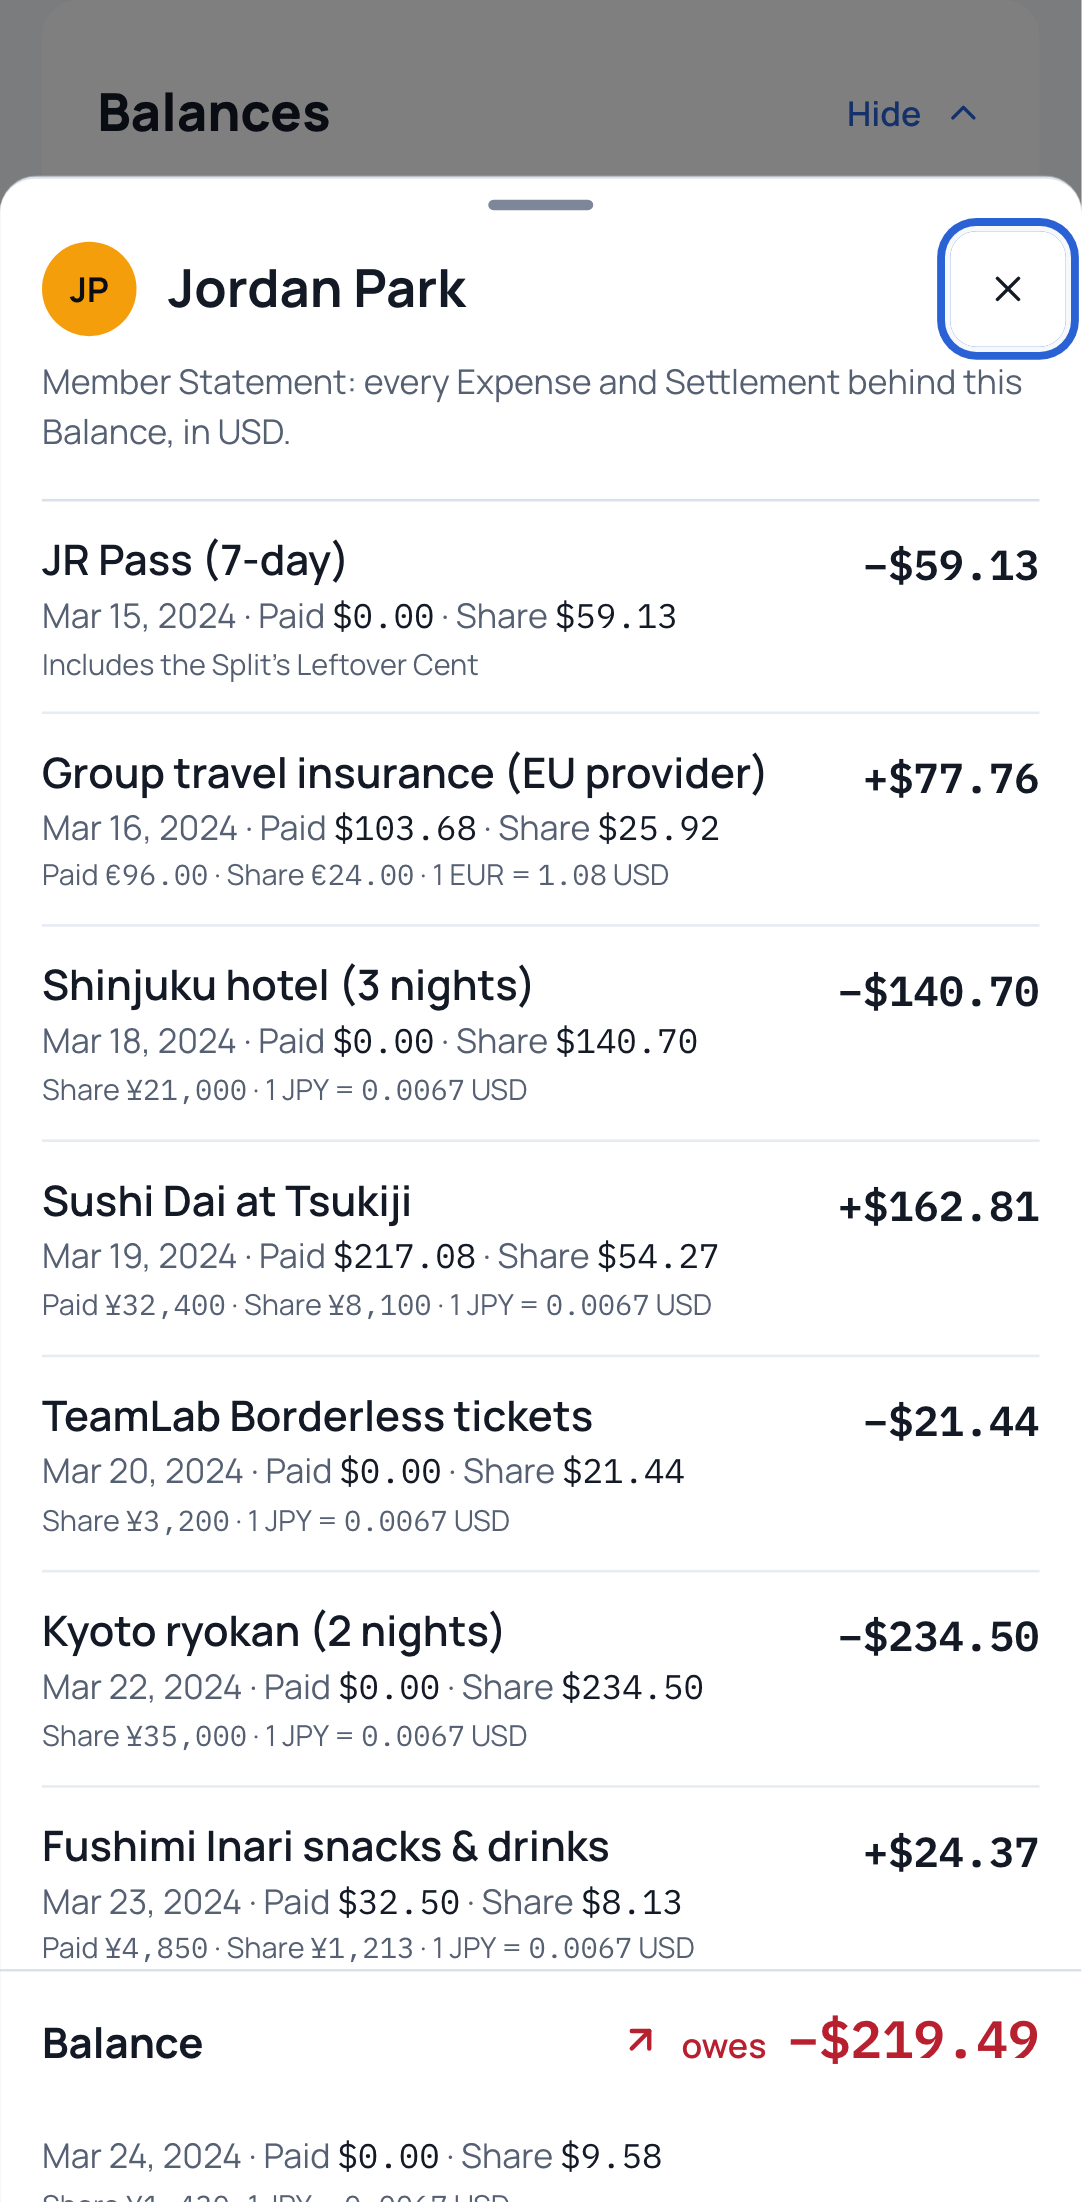 Balances
Hide
JP
Jordan Park
Member Statement: every Expense and Settlement behind this
Balance, in USD.
JR Pass (7-day)
−$59.13
Mar 15, 2024 · Paid $0.00 · Share $59.13
Includes the Split’s Leftover Cent
Group travel insurance (EU provider)
+$77.76
Mar 16, 2024 · Paid $103.68 · Share $25.92
Paid €96.00 · Share €24.00 · 1 EUR = 1.08 USD
Shinjuku hotel (3 nights)
−$140.70
Mar 18, 2024 · Paid $0.00 · Share $140.70
Share ¥21,000 · 1 JPY = 0.0067 USD
Sushi Dai at Tsukiji
+$162.81
Mar 19, 2024 · Paid $217.08 · Share $54.27
Paid ¥32,400 · Share ¥8,100 · 1 JPY = 0.0067 USD
TeamLab Borderless tickets
−$21.44
Mar 20, 2024 · Paid $0.00 · Share $21.44
Share ¥3,200 · 1 JPY = 0.0067 USD
Kyoto ryokan (2 nights)
−$234.50
Mar 22, 2024 · Paid $0.00 · Share $234.50
Share ¥35,000 · 1 JPY = 0.0067 USD
Fushimi Inari snacks & drinks
+$24.37
Mar 23, 2024 · Paid $32.50 · Share $8.13
Paid ¥4,850 · Share ¥1,213 · 1 JPY = 0.0067 USD
Balance
owes −$219.49
Mar 24, 2024 · Paid $0.00 · Share $9.58